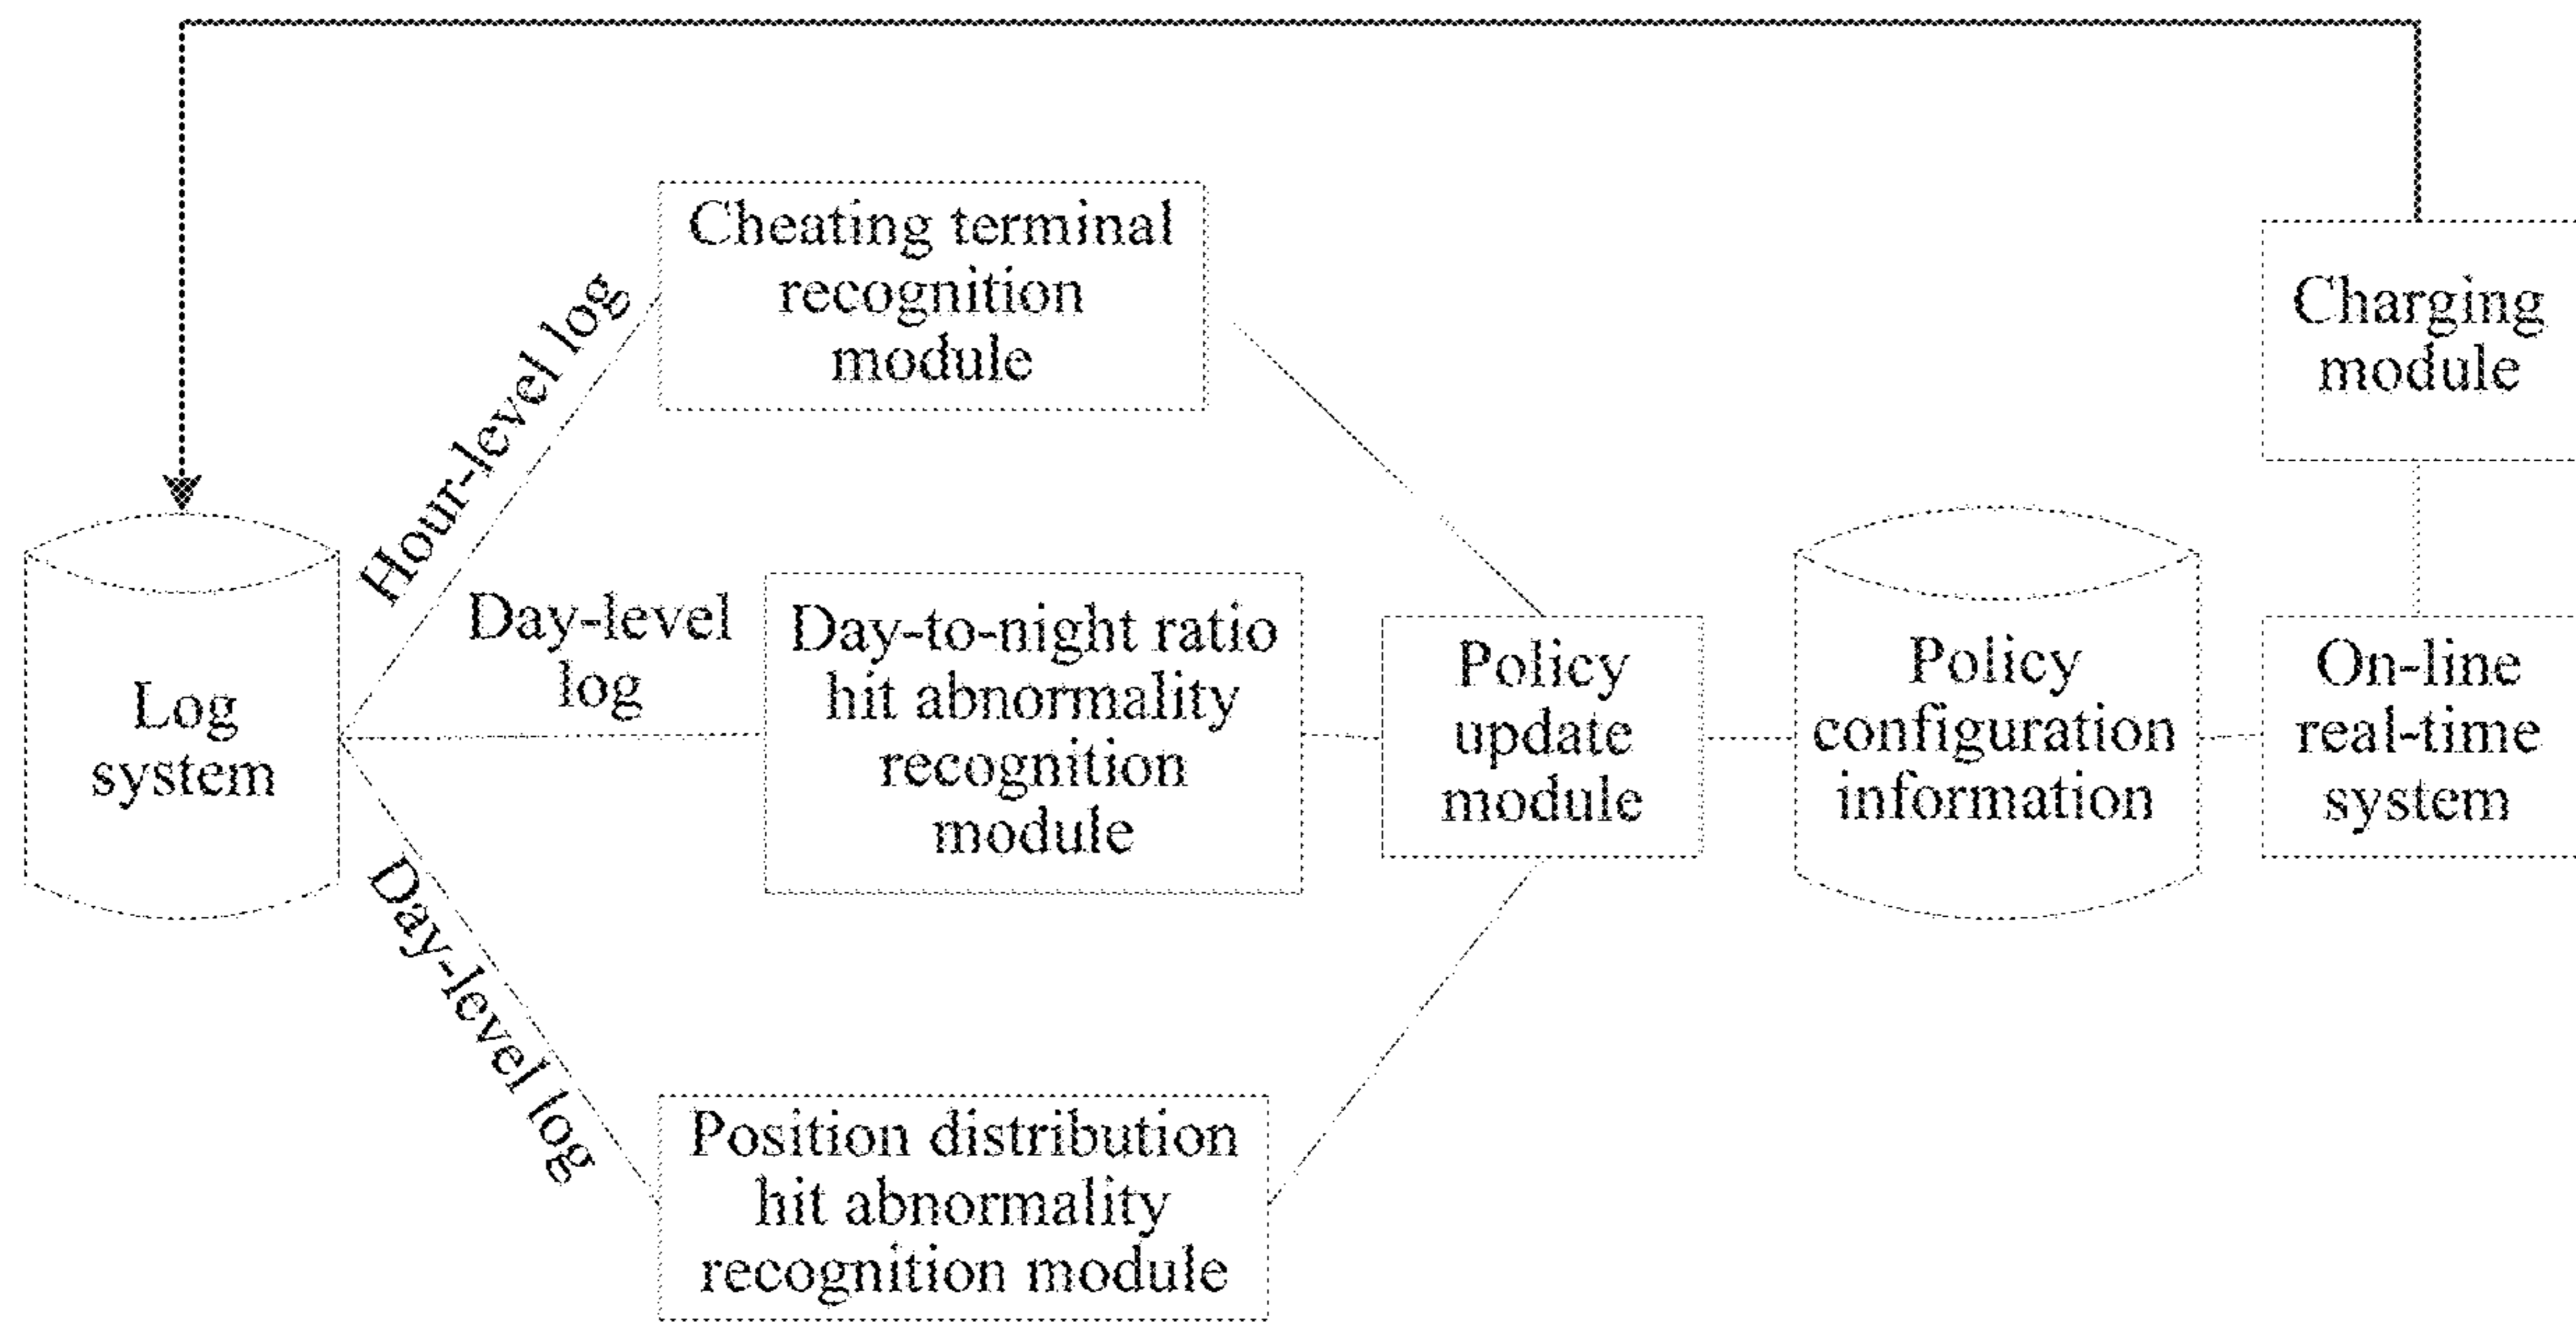 Cheating terminal
recognition
module
Charging
module
Hour-level log
Day-level
log
Day-to-night ratio
hit abnormality
recognition
module
Log
system
Policy
update
module
Policy
configuration
information
On-line
real-time
system
Day-level log
Position distribution
hit abnormality
recognition module